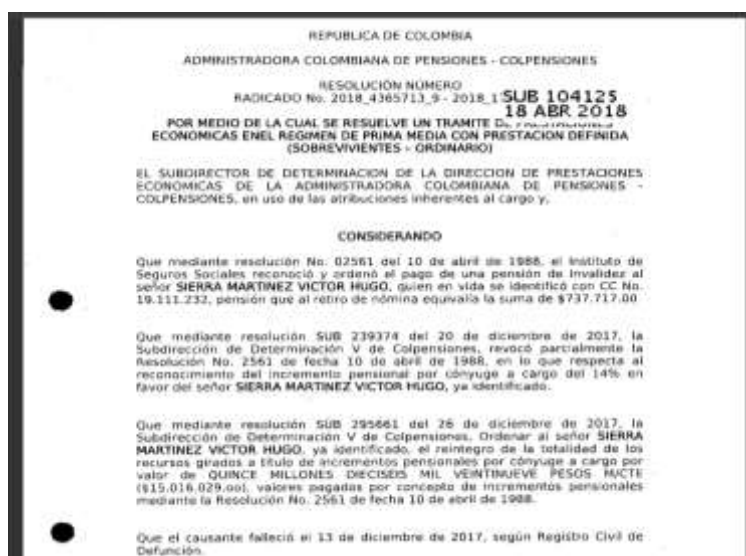 REPUBLICA DE COLOMBIA
ADMINISTRADORA COLOMBIANA DE PENSIONES - COLPENSIONES
RESOLUCIÓN NÚMERO
RADICADO No. 2018_4365713_9 - 2018_1 SUB 104125
18 ABR 2018
POR MEDIO DE LA CUAL SE RESUELVE UN TRAMITE DE PRESTACIONES
ECONOMICAS ENEL REGIMEN DE PRIMA MEDIA CON PRESTACION DEFINIDA
(SOBREVIVIENTES - ORDINARIO)
EL SUBDIRECTOR DE DETERMINACION DE LA DIRECCION DE PRESTACIONES
ECONOMICAS DE LA ADMINISTRADORA COLOMBIANA DE PENSIONES -
COLPENSIONES, en uso de las atribuciones inherentes al cargo y,
CONSIDERANDO
Que mediante resolución No. 02561 del 10 de abril de 1988, el Instituto de
Seguros Sociales reconoció y ordenó el pago de una pensión de Invalidez al
señor SIERRA MARTINEZ VICTOR HUGO, quien en vida se identificó con CC No.
19.111.232, pensión que al retiro de nómina equivalía la suma de $737.717.00
Que mediante resolución SUB 239374 del 20 de diciembre de 2017, la
Subdirección de Determinación V de Colpensiones, revocó parcialmente la
Resolución No. 2561 de fecha 10 de abril de 1988, en lo que respecta al
reconocimiento del incremento pensional por cónyuge a cargo del 14% en
favor del señor SIERRA MARTINEZ VICTOR HUGO, ya identificado.
Que mediante resolución SUB 295661 del 26 de diciembre de 2017, la
Subdirección de Determinación V de Colpensiones, Ordenar al señor SIERRA
MARTINEZ VICTOR HUGO, ya identificado, el reintegro de la totalidad de los
recursos girados a titulo de incrementos pensionales por cónyuge a cargo por
valor de QUINCE MILLONES DIECISEIS MIL VEINTINUEVE PESOS M/CTE
($15.016.029.oo), valores pagados por concepto de incrementos pensionales
mediante la Resolución No. 2561 de fecha 10 de abril de 1988.
Que el causante falleció el 13 de diciembre de 2017, según Registro Civil de
Defunción.